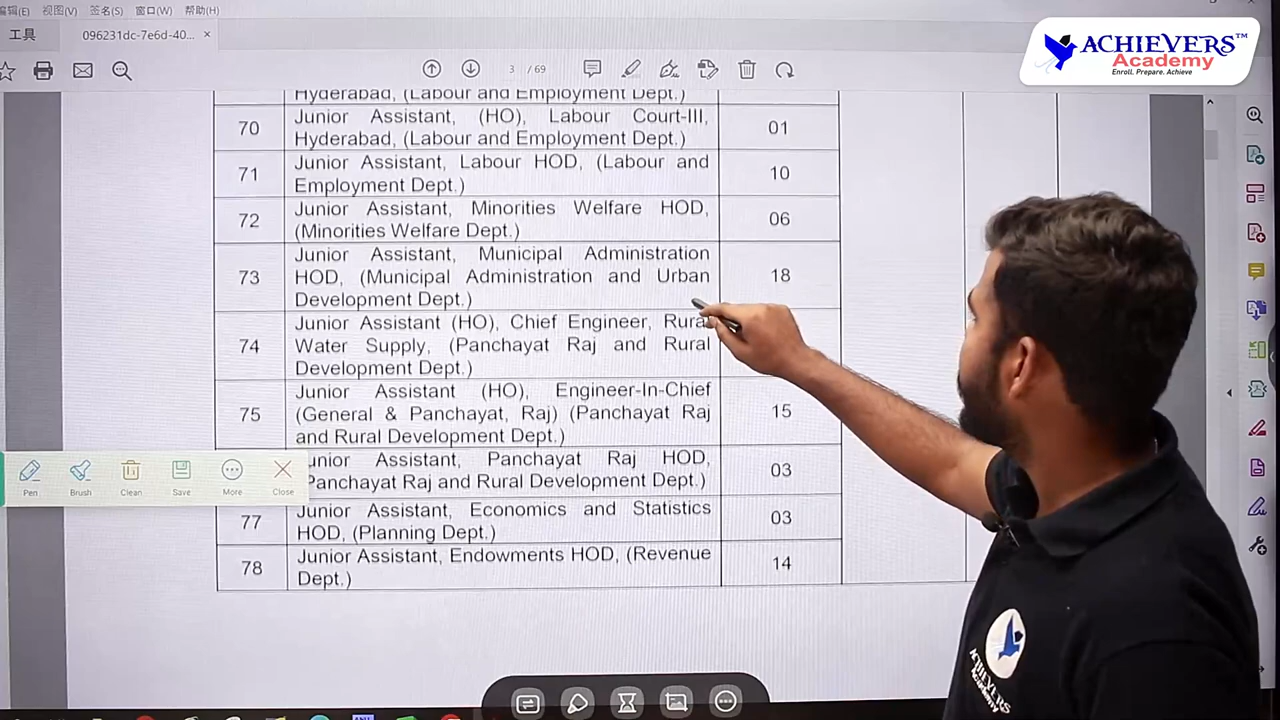 编辑(E) 视图(V) 签名(S) 窗口(W) 帮助(H)
工具
096231dc-7e6d-40... ×
3 / 69
ACHIEVERS™
Academy
Enroll, Prepare, Achieve
Hyderabad, (Labour and Employment Dept.)
70 Junior Assistant, (HO), Labour Court-III, 01
Hyderabad, (Labour and Employment Dept.)
71 Junior Assistant, Labour HOD, (Labour and 10
Employment Dept.)
72 Junior Assistant, Minorities Welfare HOD, 06
(Minorities Welfare Dept.)
73 Junior Assistant, Municipal Administration 18
HOD, (Municipal Administration and Urban
Development Dept.)
74 Junior Assistant (HO), Chief Engineer, Rural
Water Supply, (Panchayat Raj and Rural
Development Dept.)
75 Junior Assistant (HO), Engineer-In-Chief 15
(General & Panchayat, Raj) (Panchayat Raj
and Rural Development Dept.)
Junior Assistant, Panchayat Raj HOD, 03
(Panchayat Raj and Rural Development Dept.)
77 Junior Assistant, Economics and Statistics 03
HOD, (Planning Dept.)
78 Junior Assistant, Endowments HOD, (Revenue 14
Dept.)
Pen Brush Clean Save More Close
ACHIEVERS
Academy